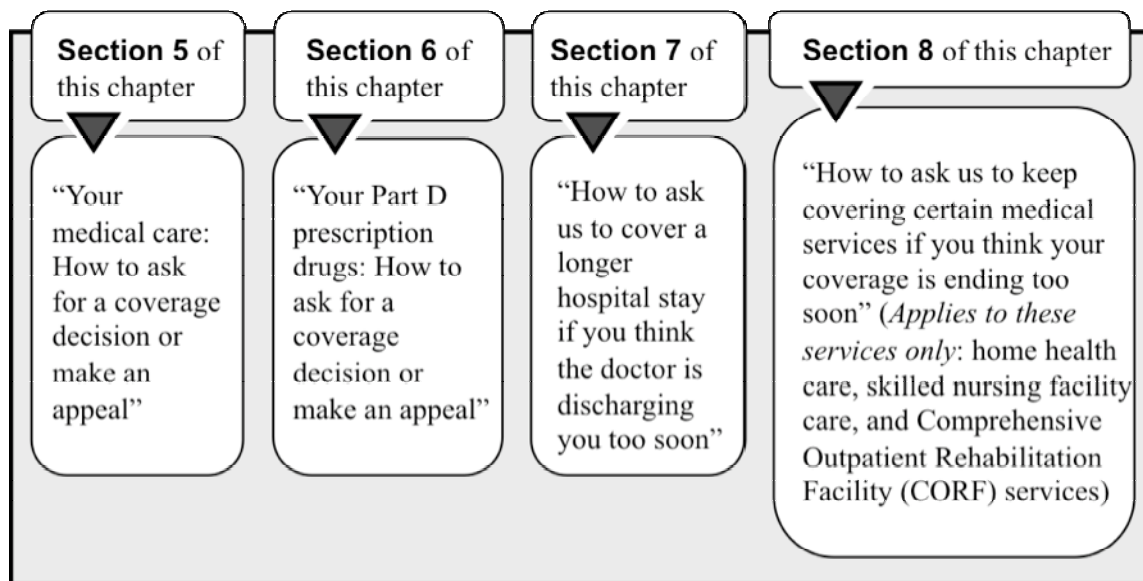 Section 5 of
this chapter
“Your
medical care:
How to ask
for a coverage
decision or
make an
appeal”
Section 6 of
this chapter
“Your Part D
prescription
drugs: How to
ask for a
coverage
decision or
make an appeal”
Section 7 of
this chapter
“How to ask
us to cover a
longer
hospital stay
if you think
the doctor is
discharging
you too soon”
Section 8 of this chapter
“How to ask us to keep
covering certain medical
services if you think your
coverage is ending too
soon” (Applies to these
services only: home health
care, skilled nursing facility
care, and Comprehensive
Outpatient Rehabilitation
Facility (CORF) services)